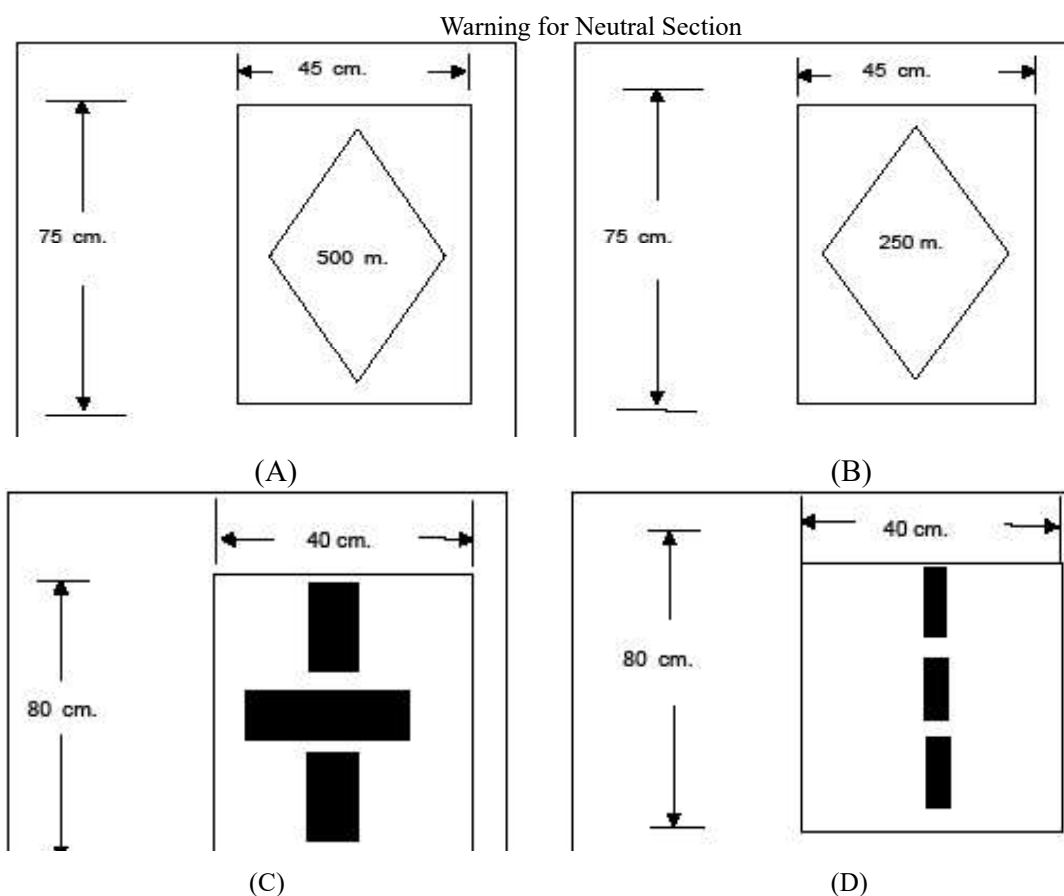 Warning for Neutral Section
45 cm.
45 cm.
75 cm.
500 m.
75 cm.
250 m.
(A)
(B)
40 cm.
40 cm.
80 cm.
80 cm.
(C)
(D)